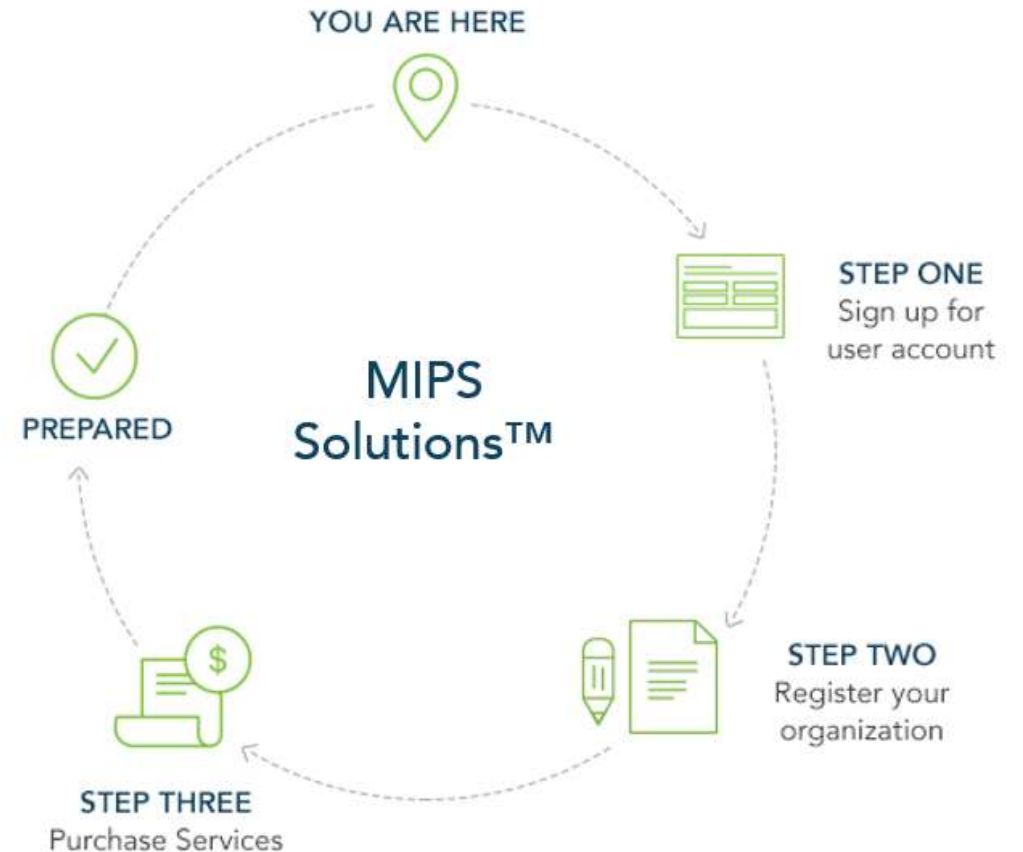 YOU ARE HERE
STEP ONE
Sign up for
user account
MIPS
Solutions™
PREPARED
STEP TWO
Register your
organization
$
STEP THREE
Purchase Services